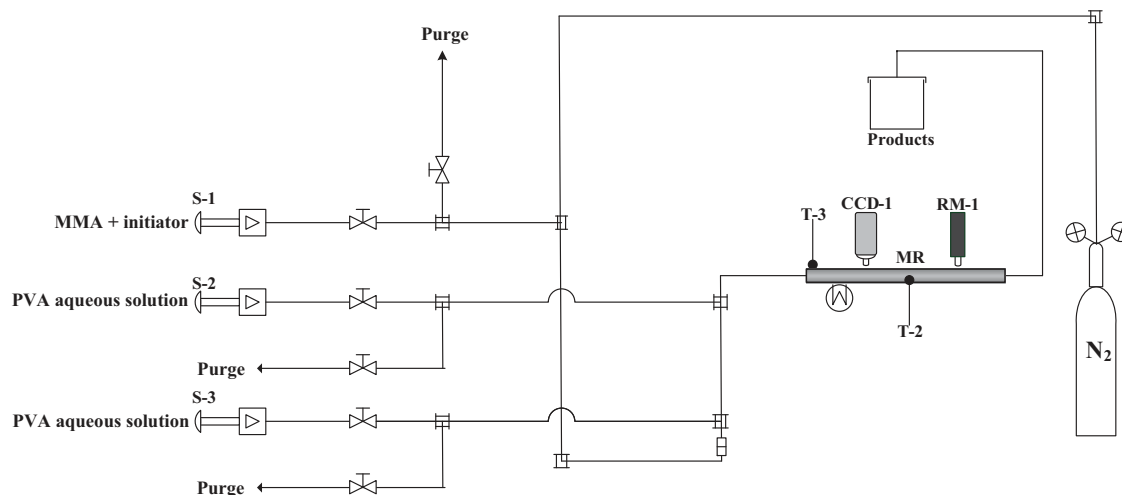 Purge
Products
S-1
MMA + initiator
CCD-1
RM-1
T-3
MR
S-2
PVA aqueous solution
T-2
N2
Purge
S-3
PVA aqueous solution
Purge